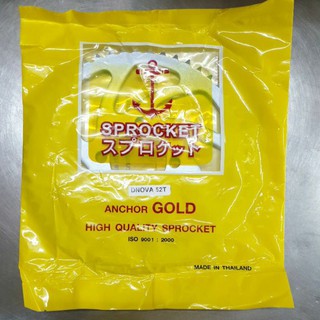 SPROCKET
スプロケット
DNOVA 52T
ANCHOR GOLD
HIGH QUALITY SPROCKET
ISO 9001 : 2000
MADE IN THAILAND